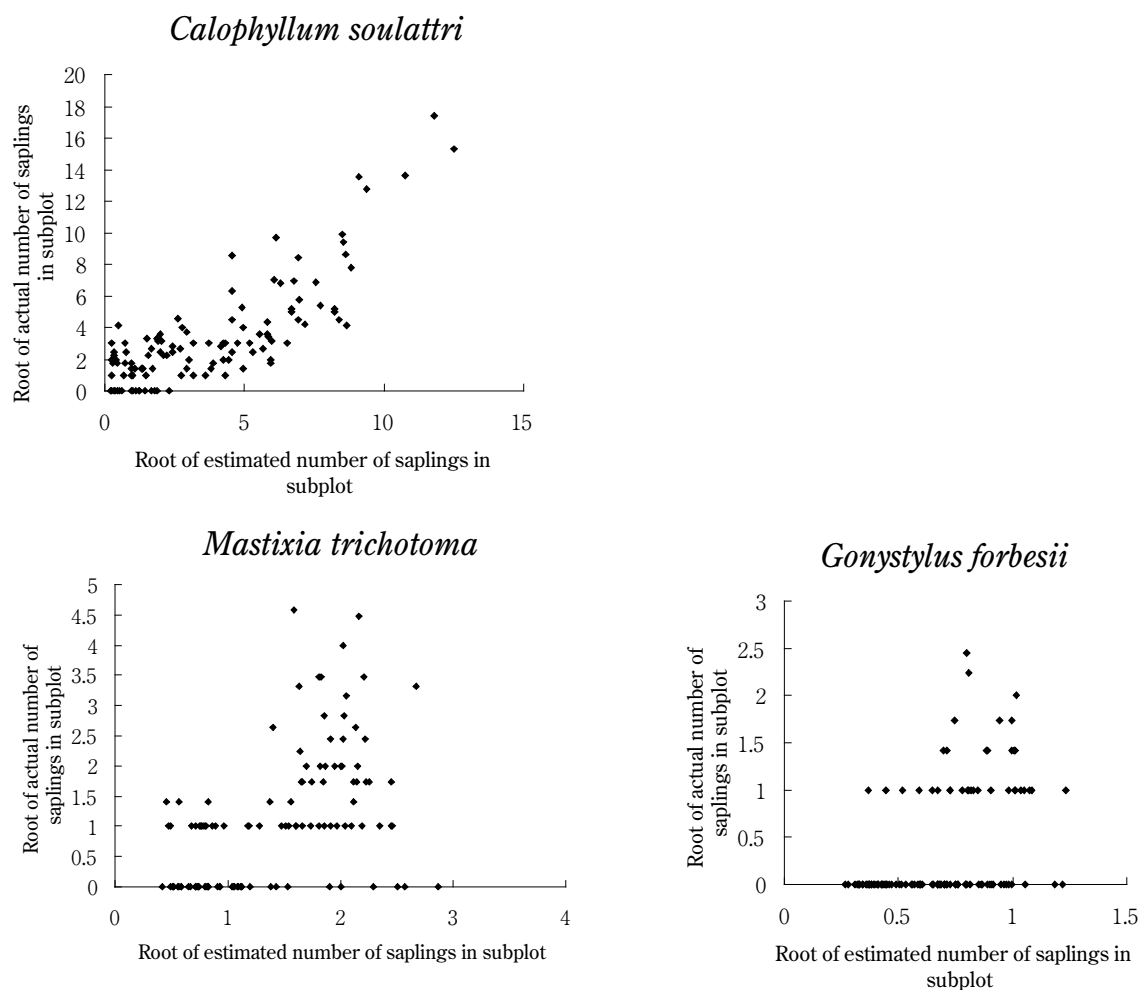 Calophyllum soulattri
Root of actual number of saplings
in subplot
20
18
16
14
12
10
8
6
4
2
0
0 5 10 15
Root of estimated number of saplings in
subplot
Mastixia trichotoma
Root of actual number of
saplings in subplot
5
4.5
4
3.5
3
2.5
2
1.5
1
0.5
0
0 1 2 3 4
Root of estimated number of saplings in subplot
Gonystylus forbesii
Root of actual number of
saplings in subplot
3
2.5
2
1.5
1
0.5
0
0 0.5 1 1.5
Root of estimated number of saplings in
subplot